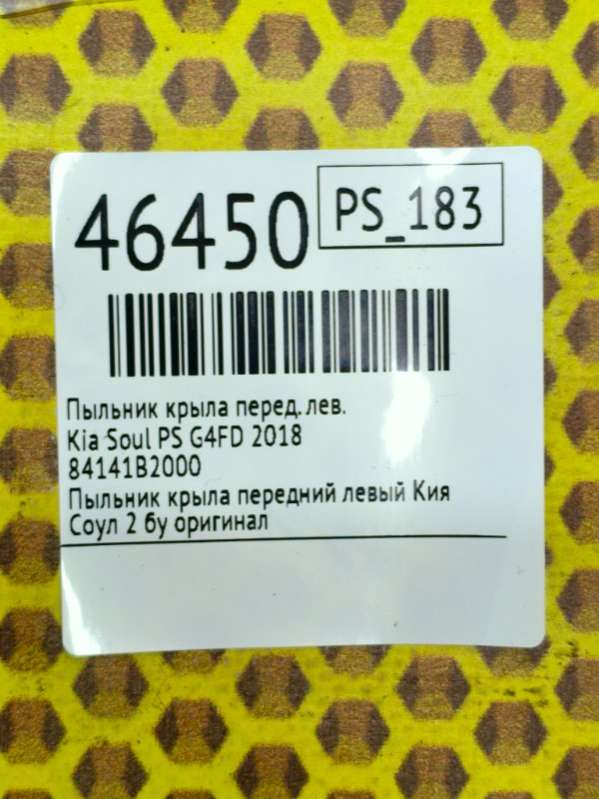 46450
PS_183
Пыльник крыла перед. лев.
Kia Soul PS G4FD 2018
84141B2000
Пыльник крыла передний левый Кия
Соул 2 бу оригинал